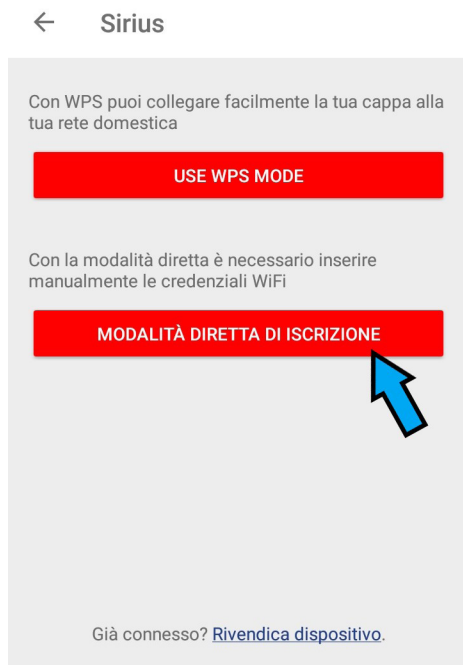 Sirius
Con WPS puoi collegare facilmente la tua cappa alla
tua rete domestica
USE WPS MODE
Con la modalità diretta è necessario inserire
manualmente le credenziali WiFi
MODALITÀ DIRETTA DI ISCRIZIONE
Già connesso? Rivendica dispositivo.